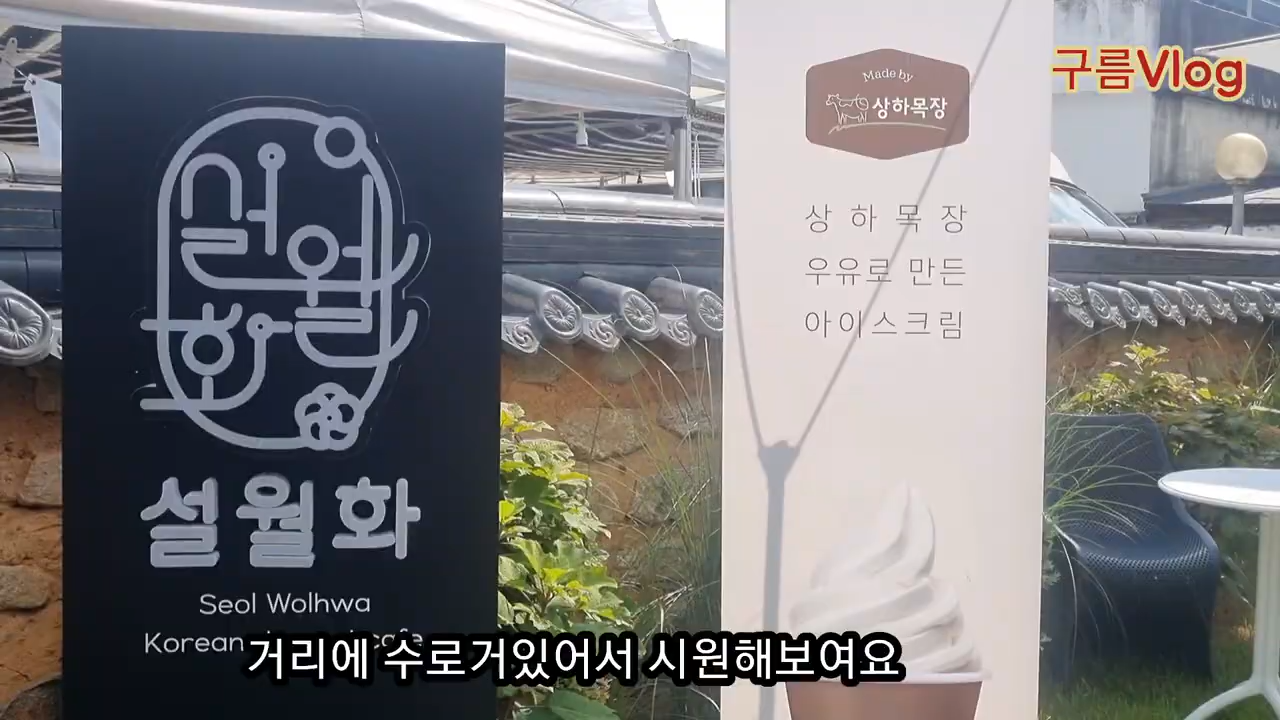 구름Vlog
설월화
설월화
Seol Wolhwa
Korean cafe
Made by
상하목장
상하목장
우유로 만든
아이스크림
거리에 수로거있어서 시원해보여요